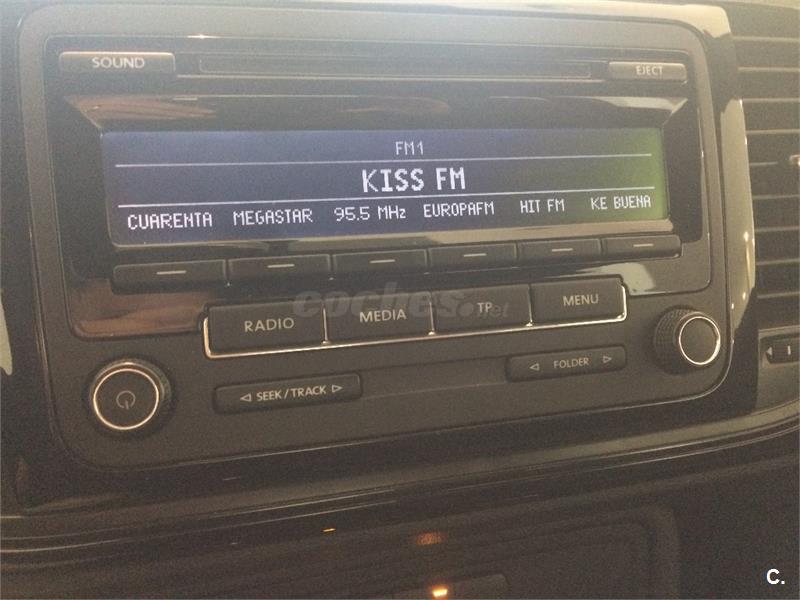 SOUND
EJECT
FM1
KISS FM
CUARENTA MEGASTAR 95.5 MHz EUROPAFM HIT FM KE BUENA
RADIO MEDIA TP MENU
SEEK/TRACK
FOLDER
coches.net
C.